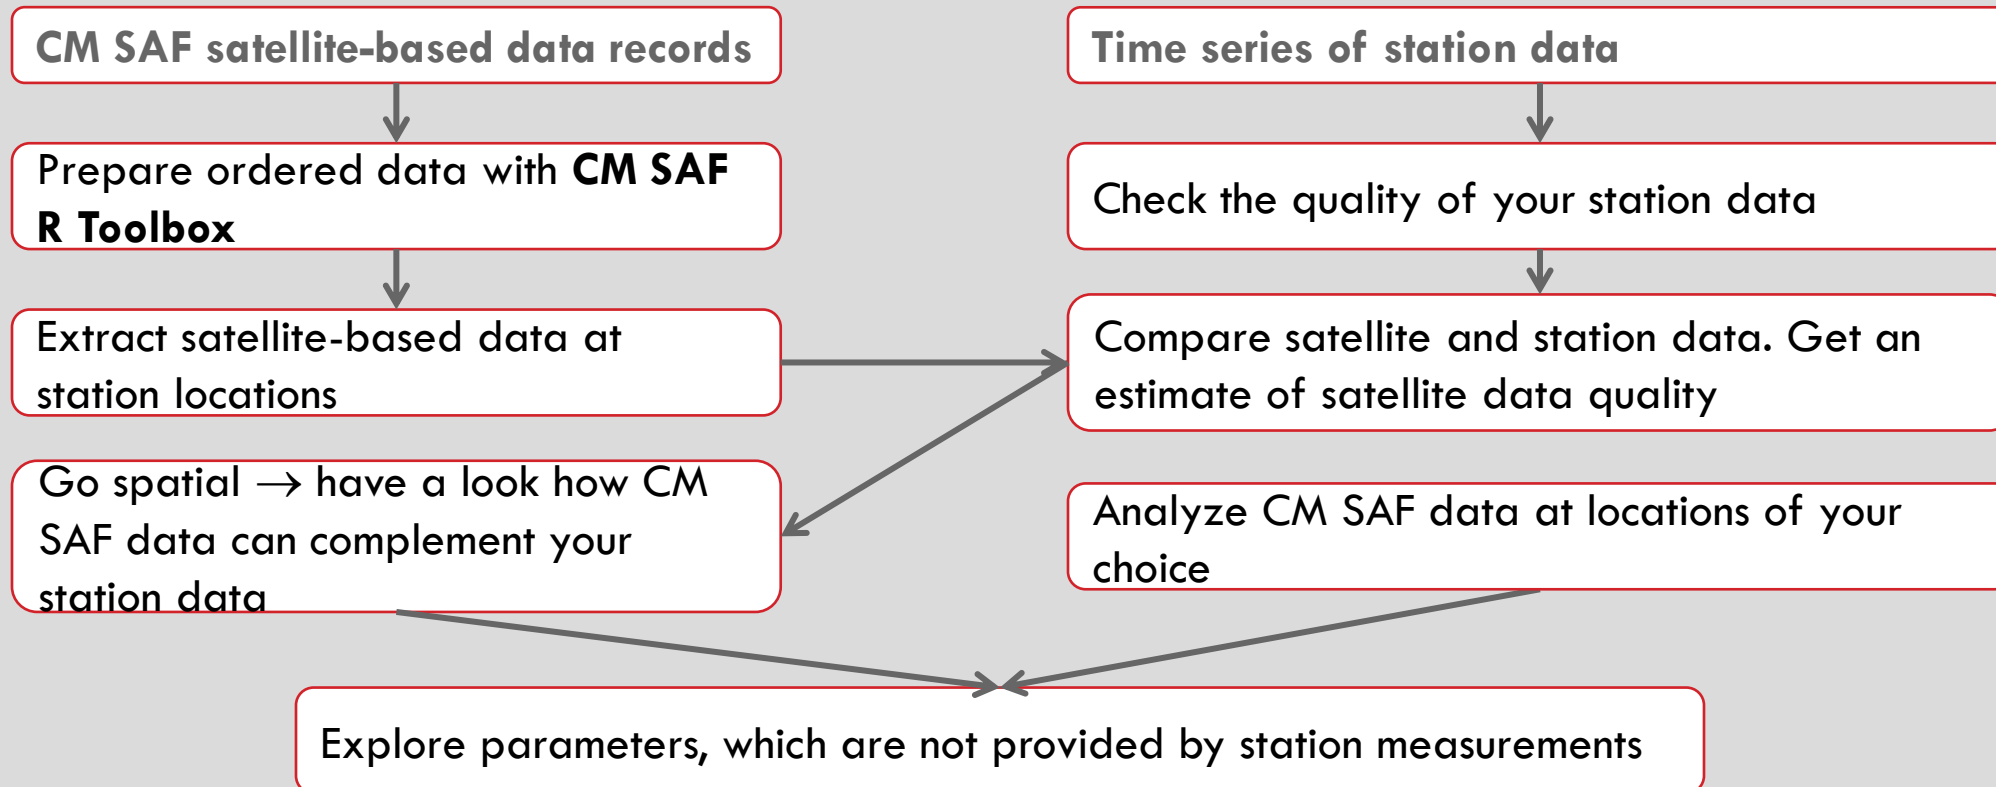 CM SAF satellite-based data records
Time series of station data
Prepare ordered data with CM SAF
R Toolbox
Check the quality of your station data
Extract satellite-based data at
station locations
Compare satellite and station data. Get an
estimate of satellite data quality
Go spatial → have a look how CM
SAF data can complement your
station data
Analyze CM SAF data at locations of your
choice
Explore parameters, which are not provided by station measurements